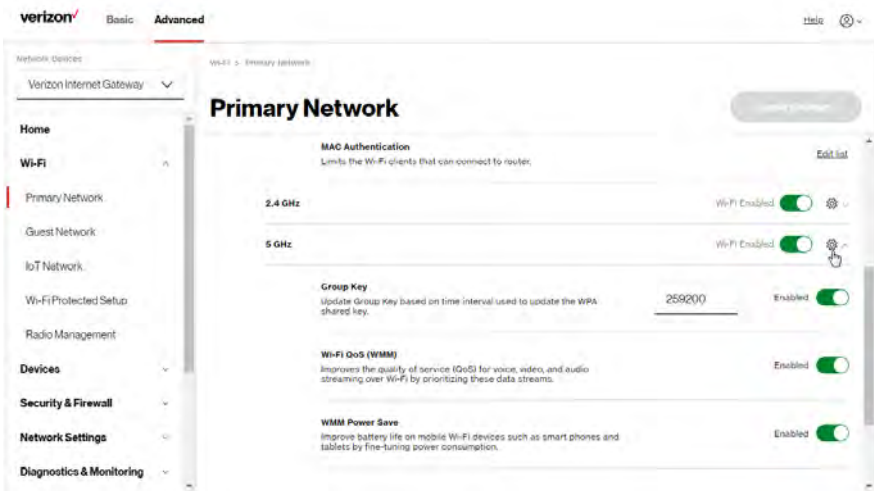 verizon
Basic
Advanced
Help
Network Devices
Verizon Internet Gateway
Wi-Fi > Primary Network
Primary Network
Home
Wi-Fi
Primary Network
Guest Network
IoT Network
Wi-Fi Protected Setup
Radio Management
Devices
Security & Firewall
Network Settings
Diagnostics & Monitoring
MAC Authentication
Limits the Wi-Fi clients that can connect to router.
Edit list
2.4 GHz
Wi-Fi Enabled
5 GHz
Wi-Fi Enabled
Group Key
Update Group Key based on time interval used to update the WPA
shared key.
259200
Enabled
Wi-Fi QoS (WMM)
Improves the quality of service (QoS) for voice, video, and audio
streaming over Wi-Fi by prioritizing these data streams.
Enabled
WMM Power Save
Improve battery life on mobile Wi-Fi devices such as smart phones and
tablets by fine-tuning power consumption.
Enabled